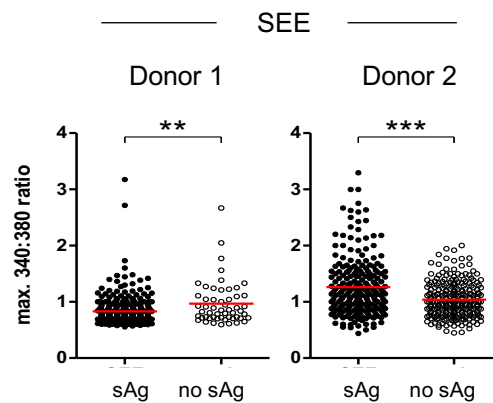 SEE
Donor 1
Donor 2
**
***
max. 340:380 ratio
4
3
2
1
0
4
3
2
1
0
sAg
no sAg
sAg
no sAg